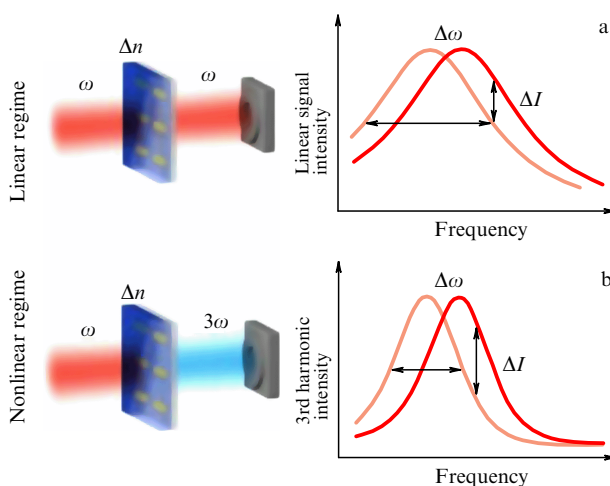 Linear regime
Δn
ω
ω
a
Δω
ΔI
Linear signal
intensity
Frequency
Nonlinear regime
Δn
ω
3ω
b
Δω
ΔI
3rd harmonic
intensity
Frequency